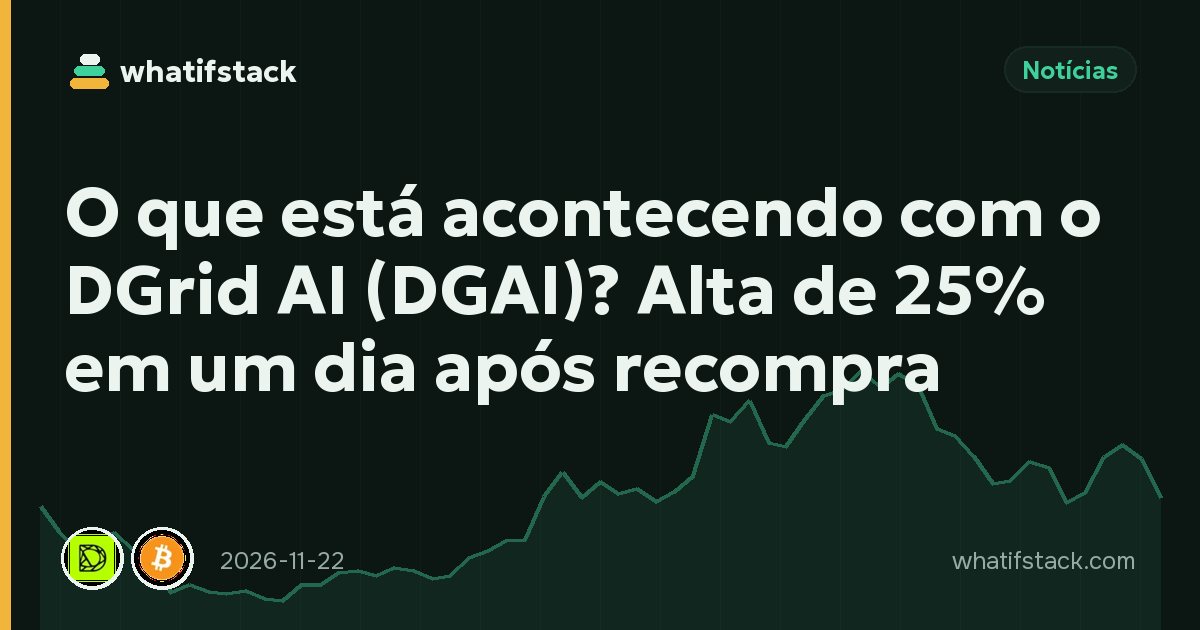 whatifstack
Notícias
O que está acontecendo com o
DGrid AI (DGAI)? Alta de 25%
em um dia após recompra
2026-11-22
whatifstack.com